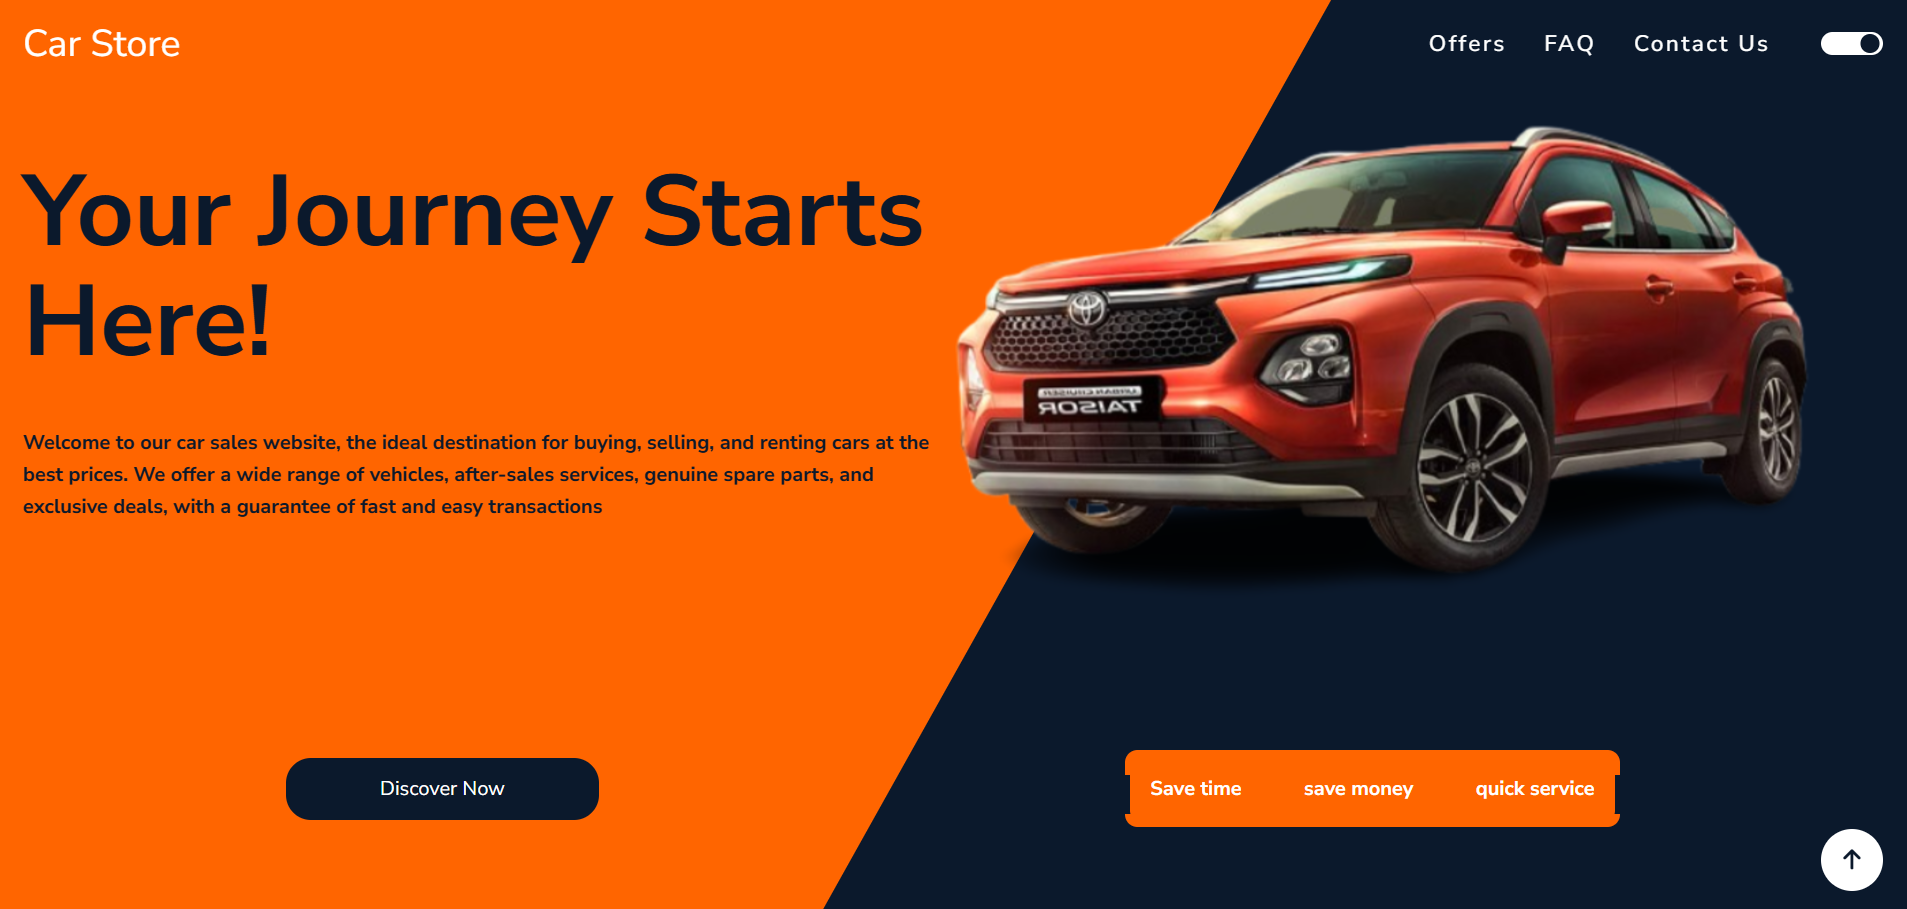 Car Store
Offers FAQ Contact Us
Your Journey Starts
Here!
URBAN CRUISER
TAISOR
Welcome to our car sales website, the ideal destination for buying, selling, and renting cars at the
best prices. We offer a wide range of vehicles, after-sales services, genuine spare parts, and
exclusive deals, with a guarantee of fast and easy transactions
Discover Now
Save time save money quick service